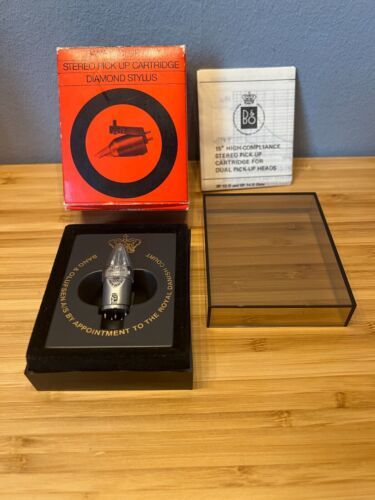 STEREO PICK-UP CARTRIDGE
DIAMOND STYLUS
B&O
15° HIGH-COMPLIANCE
STEREO PICK-UP
CARTRIDGE FOR
DUAL PICK-UP HEADS
BANG & OLUFSEN A/S BY APPOINTMENT TO THE ROYAL DANISH COURT